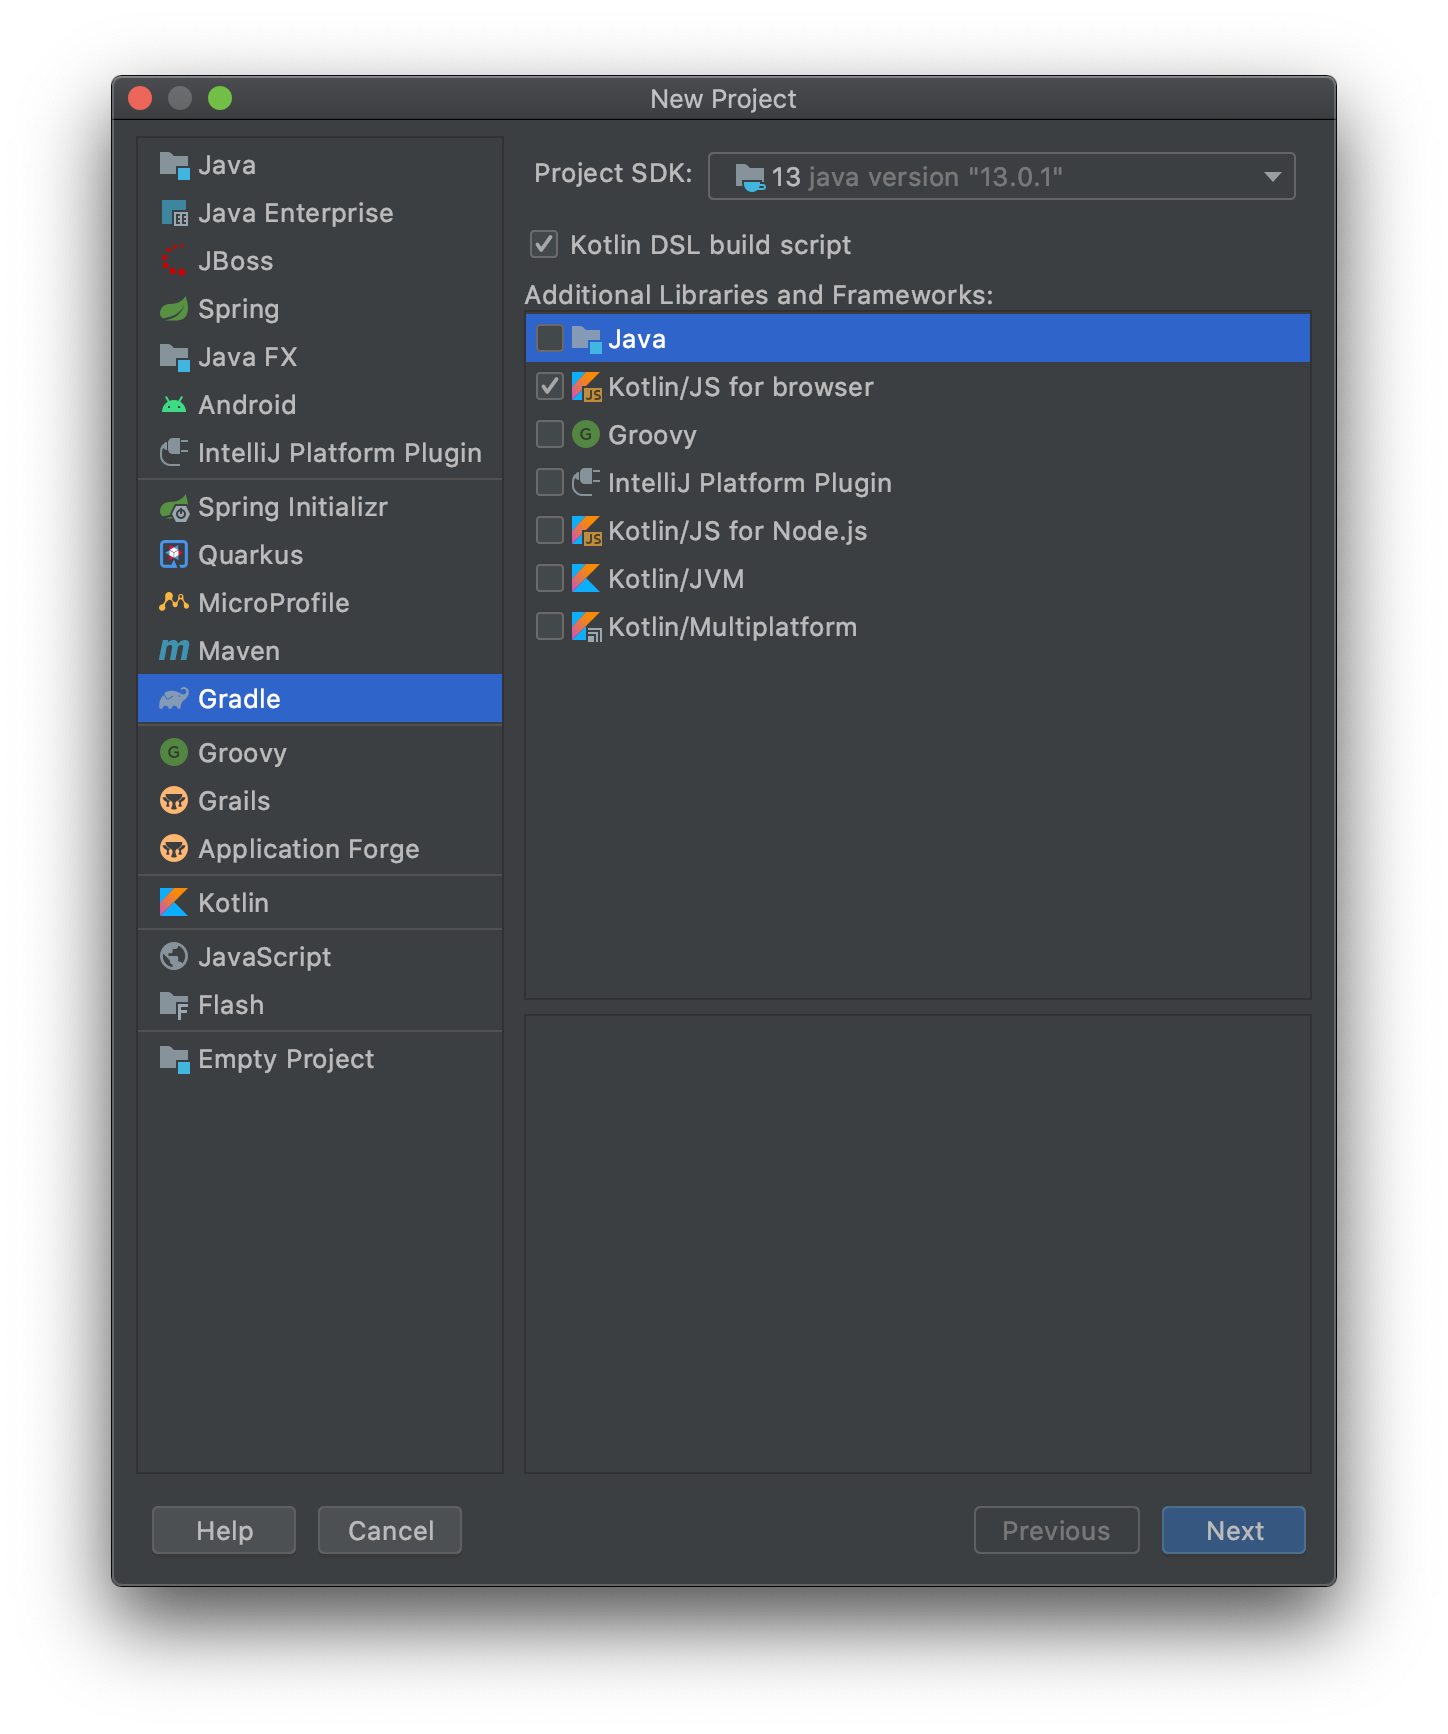 New Project
Java
Java Enterprise
JBoss
Spring
Java FX
Android
IntelliJ Platform Plugin
Spring Initializr
Quarkus
MicroProfile
Maven
Gradle
Groovy
Grails
Application Forge
Kotlin
JavaScript
Flash
Empty Project
Project SDK: 13 java version "13.0.1"
Kotlin DSL build script
Additional Libraries and Frameworks:
Java
Kotlin/JS for browser
Groovy
IntelliJ Platform Plugin
Kotlin/JS for Node.js
Kotlin/JVM
Kotlin/Multiplatform
Help Cancel Previous Next